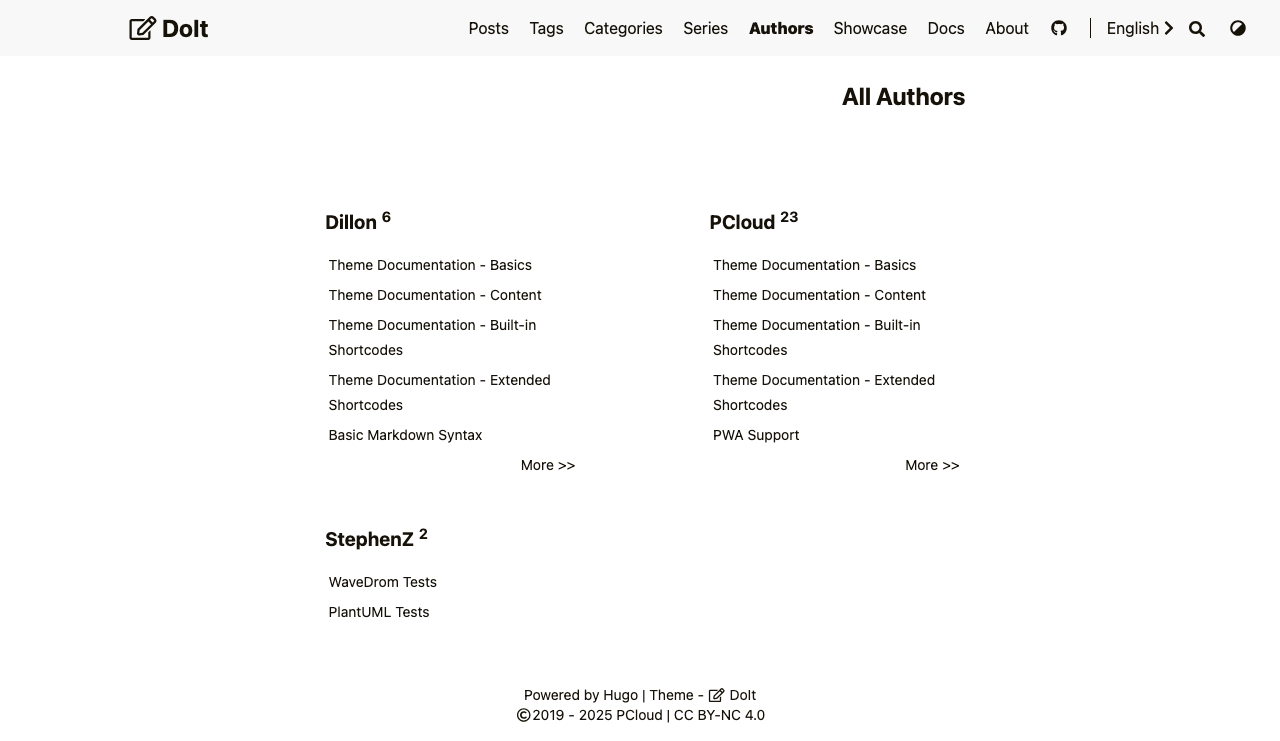 DoIt Posts Tags Categories Series Authors Showcase Docs About English
All Authors
Dillon 6
Theme Documentation - Basics
Theme Documentation - Content
Theme Documentation - Built-in
Shortcodes
Theme Documentation - Extended
Shortcodes
Basic Markdown Syntax
More >>
PCloud 23
Theme Documentation - Basics
Theme Documentation - Content
Theme Documentation - Built-in
Shortcodes
Theme Documentation - Extended
Shortcodes
PWA Support
More >>
StephenZ 2
WaveDrom Tests
PlantUML Tests
Powered by Hugo | Theme - DoIt
©2019 - 2025 PCloud | CC BY-NC 4.0